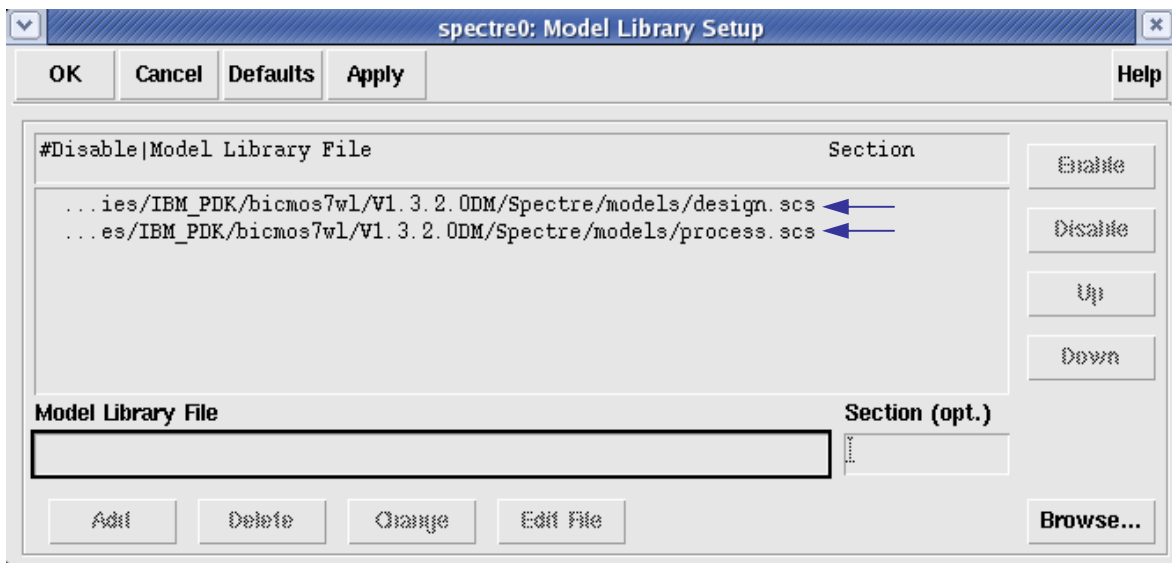 spectre0: Model Library Setup
OK Cancel Defaults Apply Help
#Disable|Model Library File Section
...ies/IBM_PDK/bicmos7wl/V1.3.2.0DM/Spectre/models/design.scs
...es/IBM_PDK/bicmos7wl/V1.3.2.0DM/Spectre/models/process.scs
Enable
Disable
Up
Down
Model Library File Section (opt.)
Add Delete Change Edit File Browse...